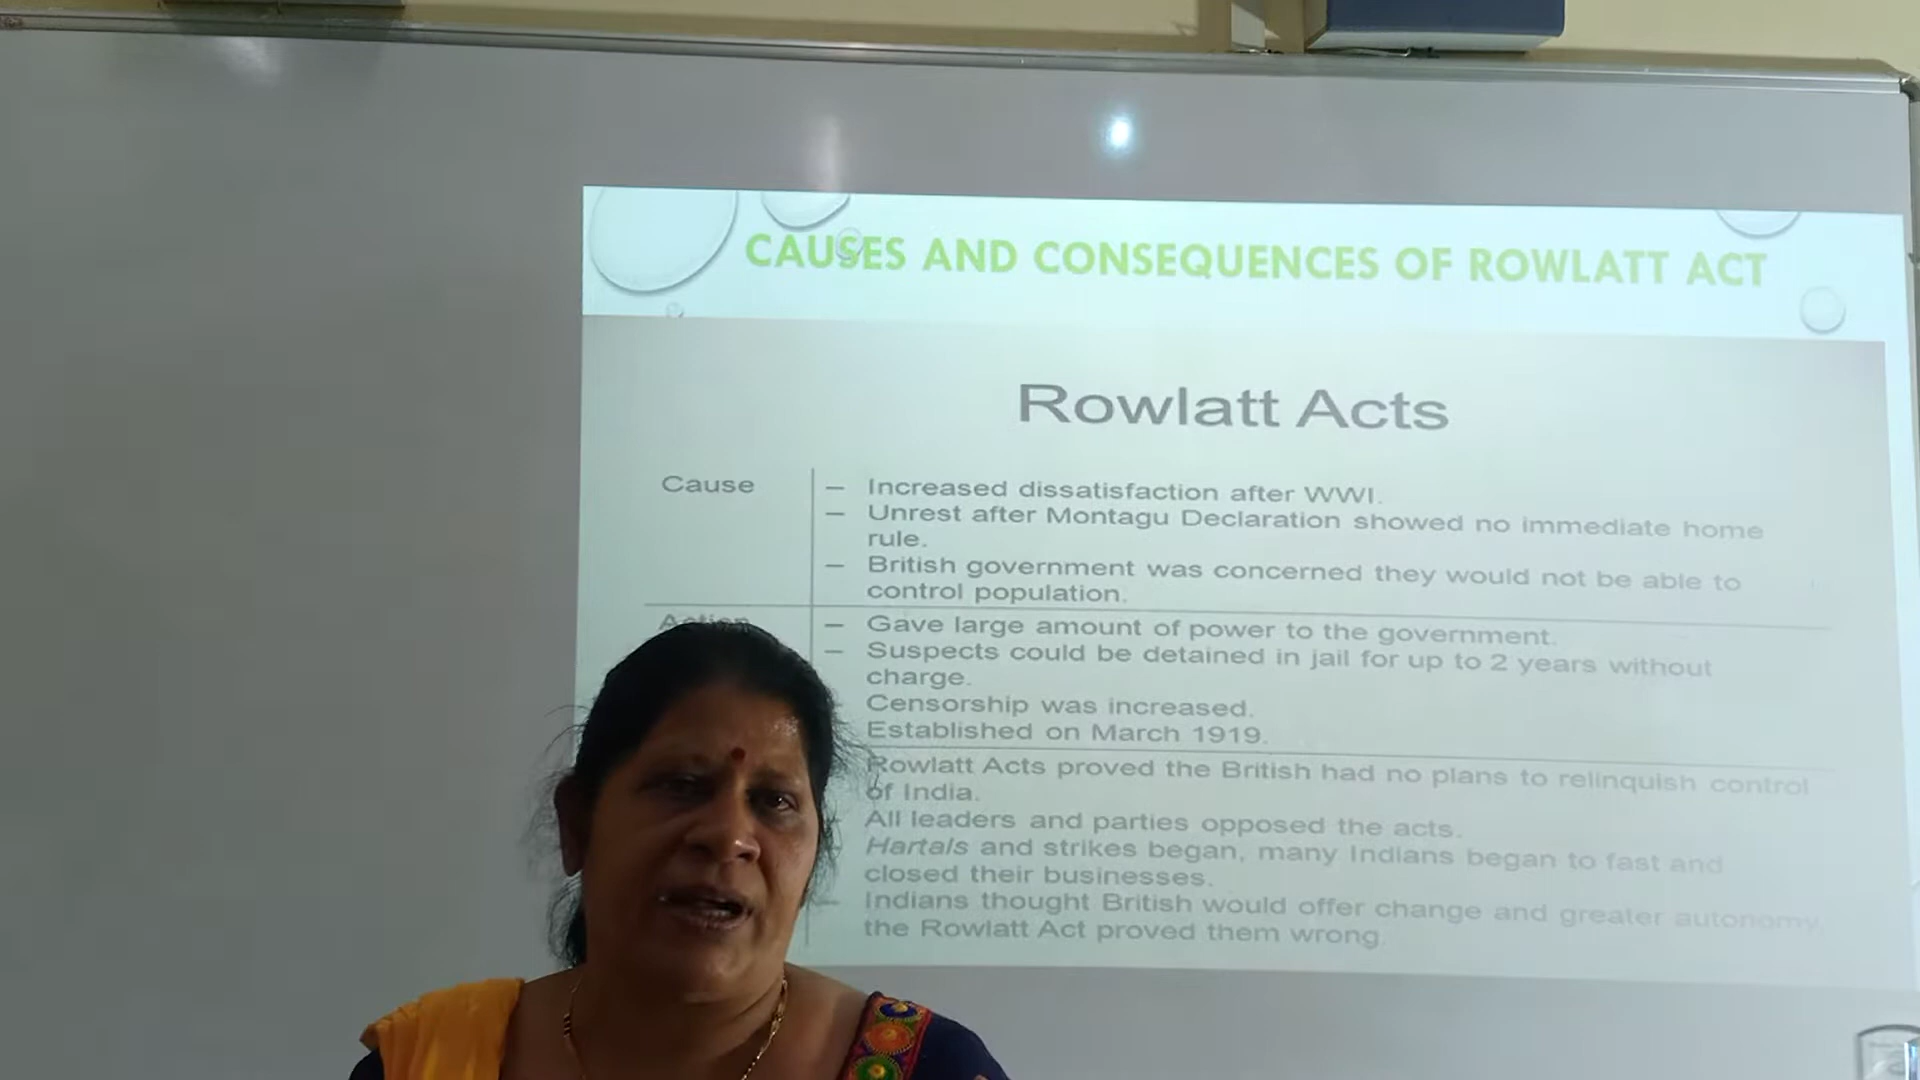 CAUSES AND CONSEQUENCES OF ROWLATT ACT
Rowlatt Acts
Cause
– Increased dissatisfaction after WWI.
– Unrest after Montagu Declaration showed no immediate home
rule.
– British government was concerned they would not be able to
control population.
Action
– Gave large amount of power to the government.
– Suspects could be detained in jail for up to 2 years without
charge.
Censorship was increased.
Established on March 1919.
Rowlatt Acts proved the British had no plans to relinquish control
of India.
All leaders and parties opposed the acts.
Hartals and strikes began, many Indians began to fast and
closed their businesses.
– Indians thought British would offer change and greater autonomy,
the Rowlatt Act proved them wrong.